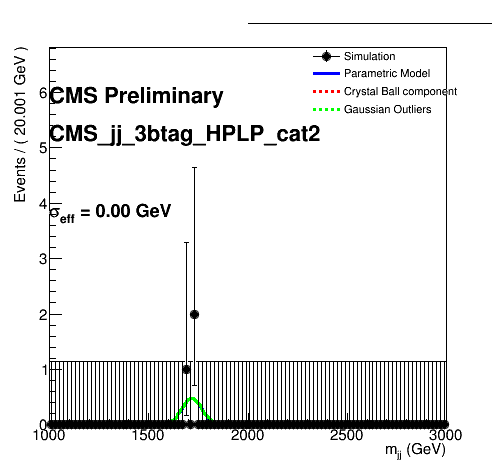 Simulation
Parametric Model
Crystal Ball component
Gaussian Outliers
CMS Preliminary
CMS_jj_3btag_HPLP_cat2
σeff = 0.00 GeV
Events / ( 20.001 GeV )
6
5
4
3
2
1
0
1000 1500 2000 2500 3000
mjj (GeV)